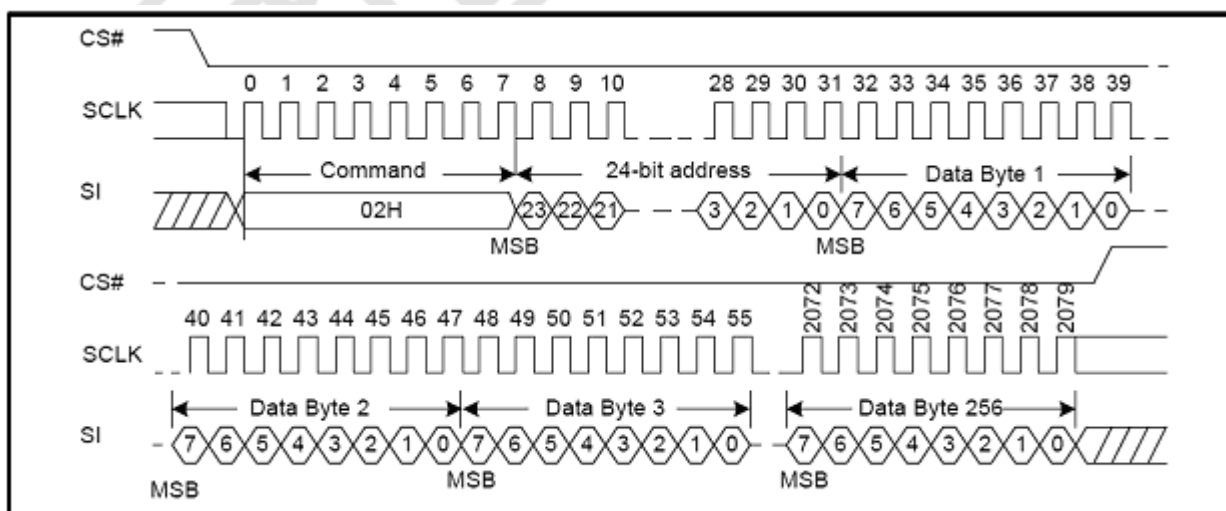 CS#
0 1 2 3 4 5 6 7 8 9 10 28 29 30 31 32 33 34 35 36 37 38 39
SCLK
Command 24-bit address Data Byte 1
SI
02H 23 22 21 3 2 1 0 7 6 5 4 3 2 1 0
MSB MSB
CS#
40 41 42 43 44 45 46 47 48 49 50 51 52 53 54 55 2072 2073 2074 2075 2076 2077 2078 2079
SCLK
Data Byte 2 Data Byte 3 Data Byte 256
SI
7 6 5 4 3 2 1 0 7 6 5 4 3 2 1 0 7 6 5 4 3 2 1 0
MSB MSB MSB